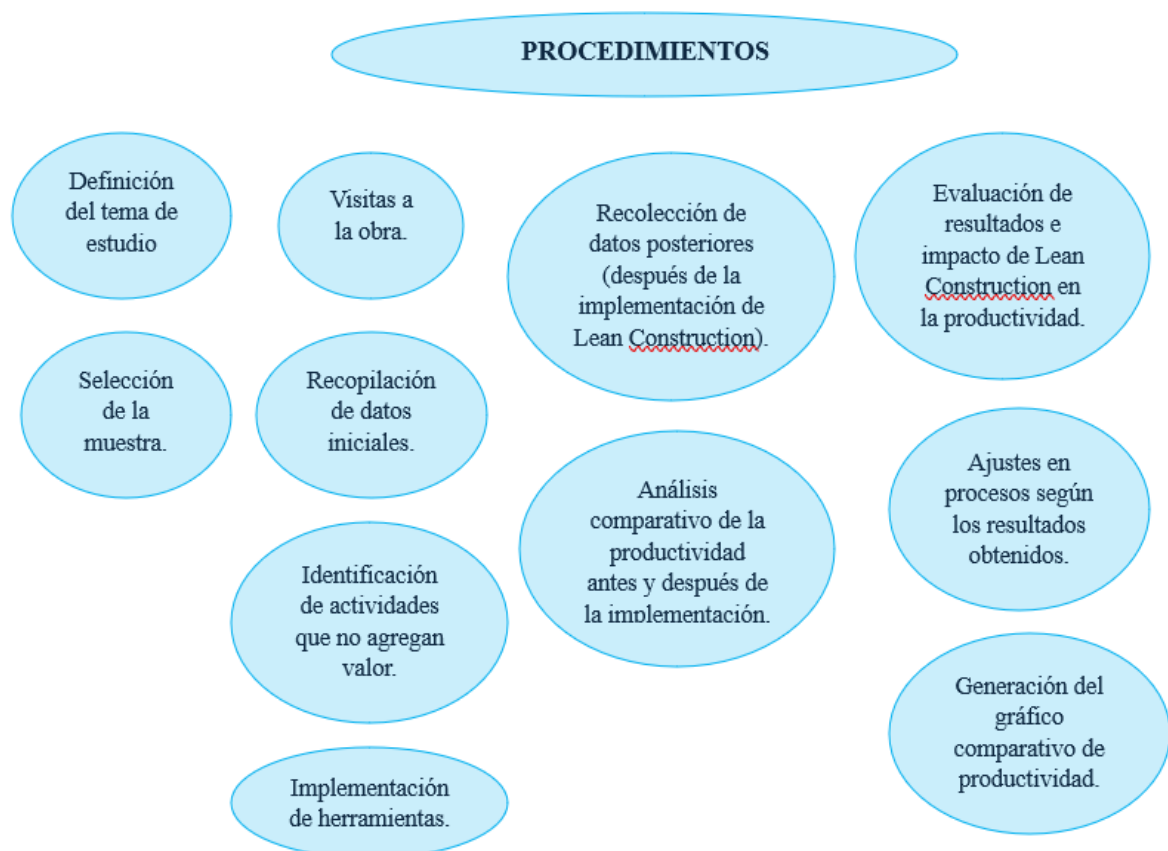 PROCEDIMIENTOS
Definición
del tema de
estudio
Selección
de la
muestra.
Visitas a
la obra.
Recopilación
de datos
iniciales.
Identificación
de actividades
que no agregan
valor.
Implementación
de herramientas.
Recolección de
datos posteriores
(después de la
implementación de
Lean Construction).
Análisis
comparativo de la
productividad
antes y después de
la implementación.
Evaluación de
resultados e
impacto de Lean
Construction en
la productividad.
Ajustes en
procesos según
los resultados
obtenidos.
Generación del
gráfico
comparativo de
productividad.